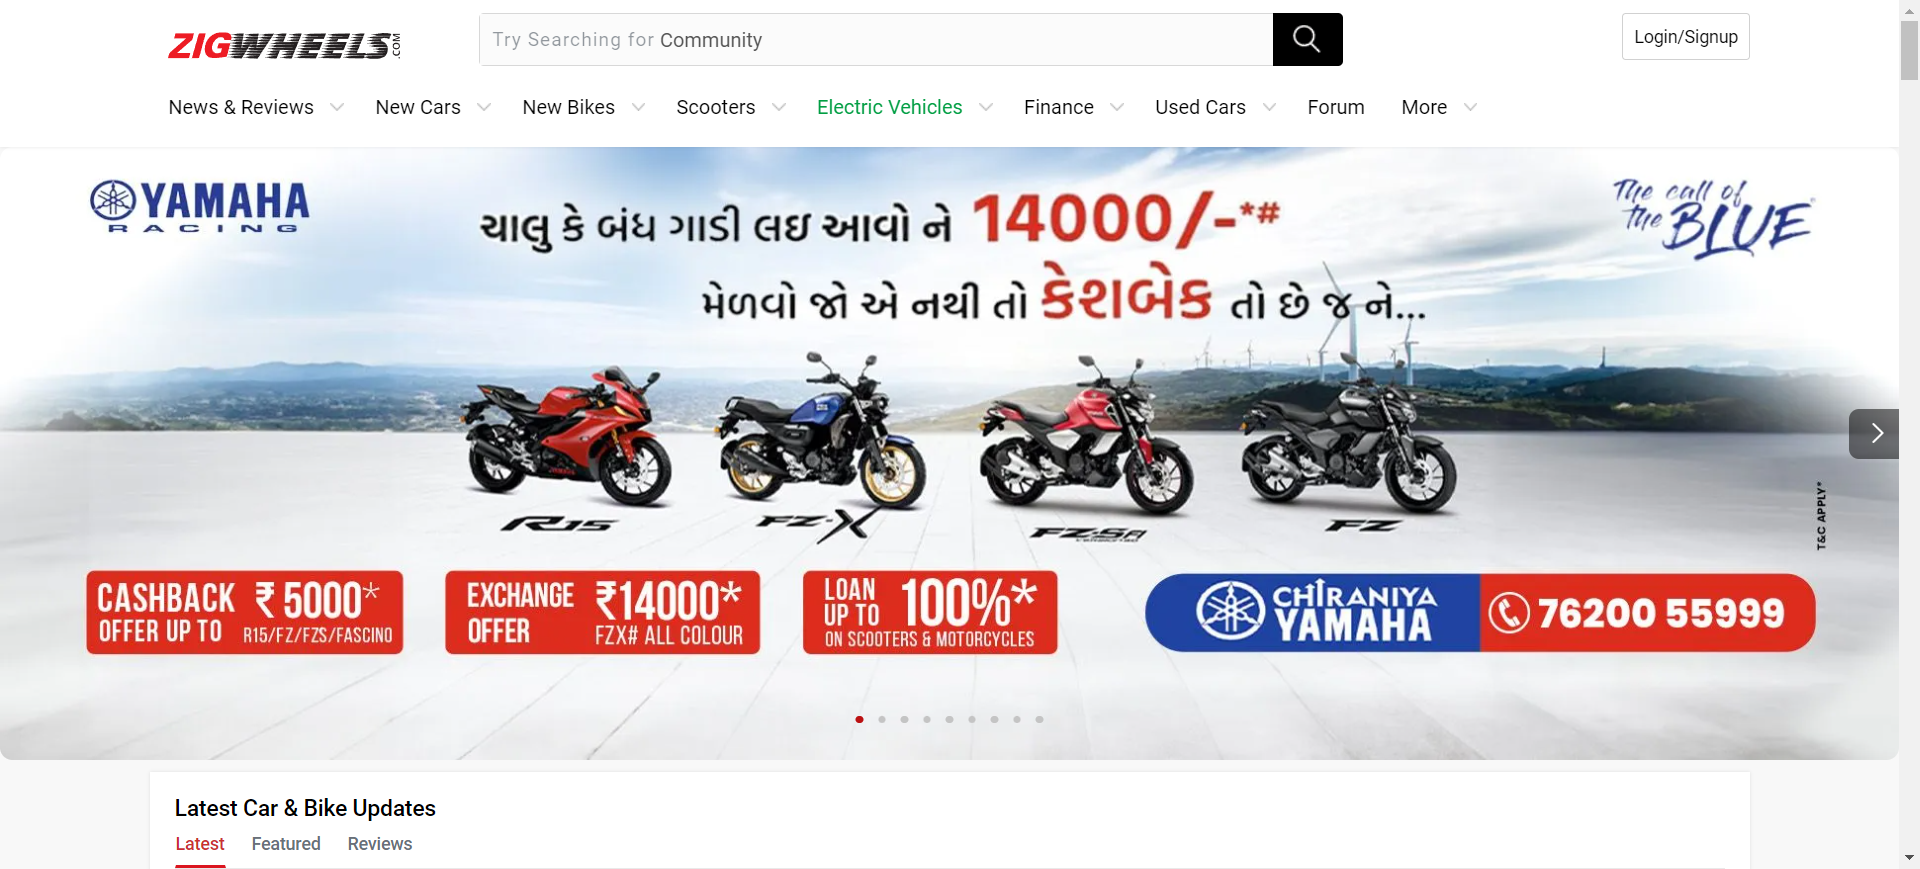 ZIGWHEELS.COM
Try Searching for Community
Login/Signup
News & Reviews New Cars New Bikes Scooters Electric Vehicles Finance Used Cars Forum More
YAMAHA
RACING
ચાલુ કે બંધ ગાડી લઇ આવો ને 14000/-*#
મેળવો જો એ નથી તો કેશબેક તો છે જ ને...
The call of
the BLUE
R15 FZ-X FZ-S FI FZ
T&C APPLY*
CASHBACK ₹ 5000*
OFFER UP TO R15/FZ/FZS/FASCINO
EXCHANGE ₹14000*
OFFER FZX# ALL COLOUR
LOAN
UP TO 100%*
ON SCOOTERS & MOTORCYCLES
CHIRANIYA
YAMAHA
76200 55999
Latest Car & Bike Updates
Latest Featured Reviews